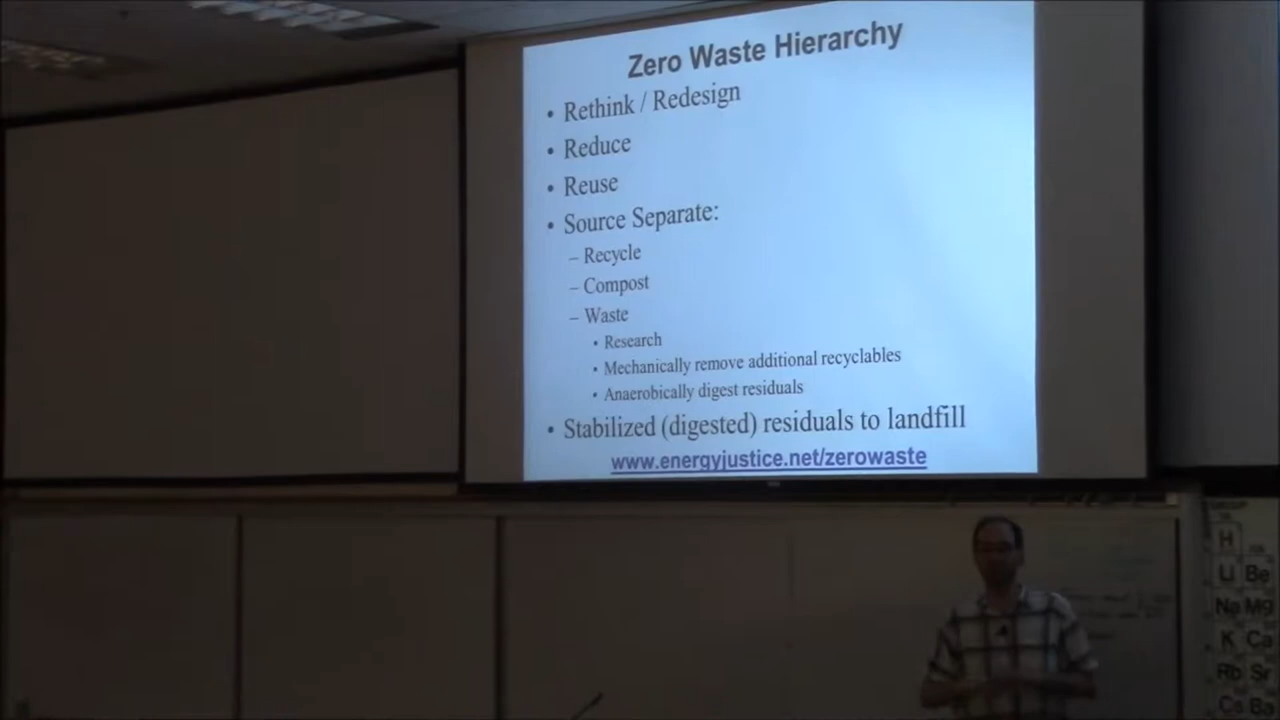 Zero Waste Hierarchy
• Rethink / Redesign
• Reduce
• Reuse
• Source Separate:
– Recycle
– Compost
– Waste
• Research
• Mechanically remove additional recyclables
• Anaerobically digest residuals
• Stabilized (digested) residuals to landfill
www.energyjustice.net/zerowaste
H
Li Be
Na Mg
K Ca
Rb Sr
Cs Ba